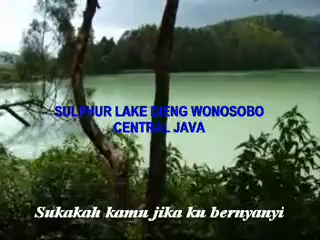 SULPHUR LAKE DIENG WONOSOBO
CENTRAL JAVA
Sukakah kamu jika ku bernyanyi